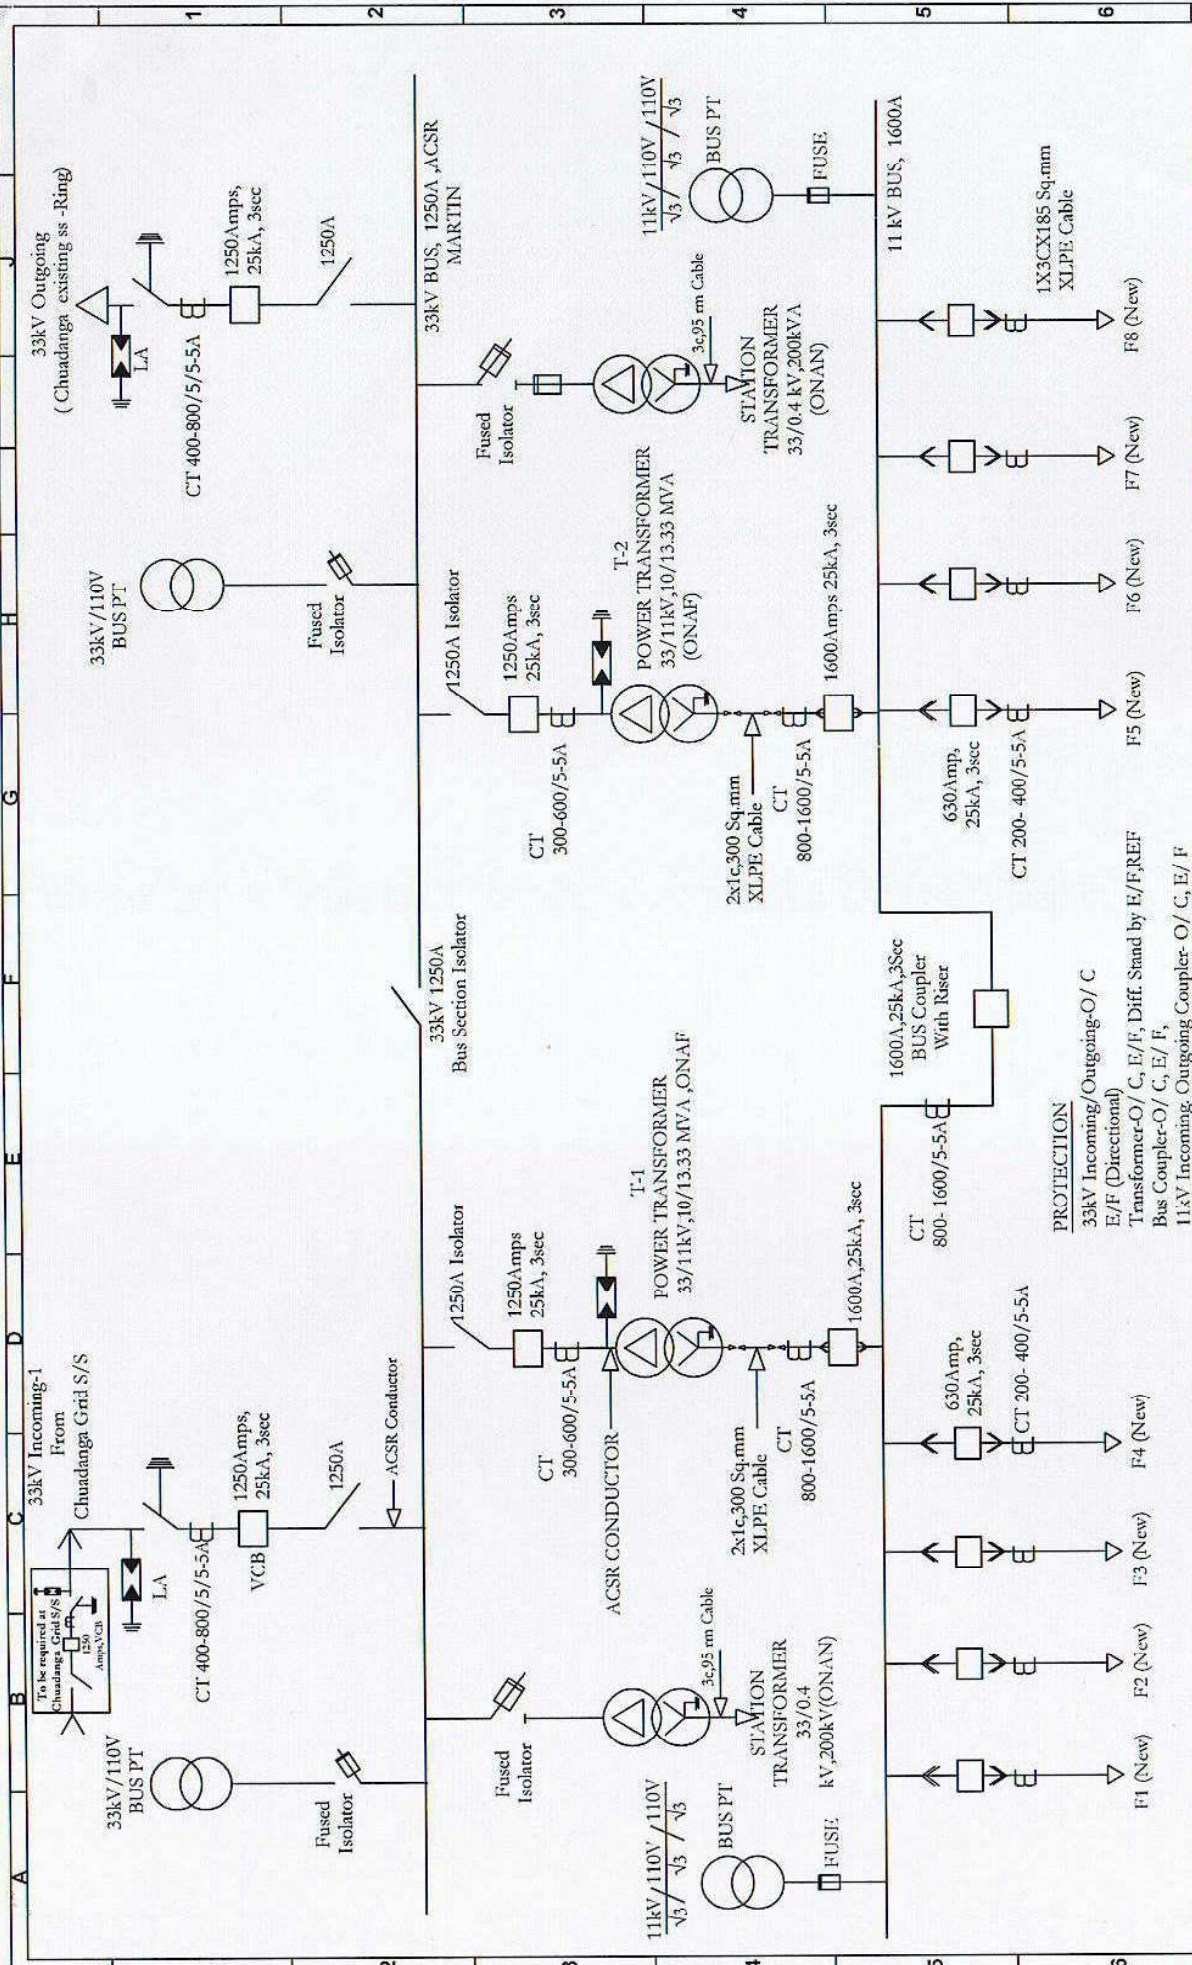 1
2
3
4
5
6
A
B
C
D
E
F
G
H
J
33kV/110V
BUS PT
Fused
Isolator
To be required at
Chuadanga Grid S/S
1250
Amps,VCB
33kV Incoming-1
From
Chuadanga Grid S/S
LA
CT 400-800/5/5-5A
VCB
1250Amps,
25kA, 3sec
1250A
ACSR Conductor
33kV/110V
BUS PT
Fused
Isolator
33kV Outgoing
( Chuadanga existing ss -Ring)
LA
CT 400-800/5/5-5A
1250Amps,
25kA, 3sec
1250A
33kV BUS, 1250A ,ACSR
MARTIN
33kV 1250A
Bus Section Isolator
Fused
Isolator
3c,95 rm Cable
STATION
TRANSFORMER
33/0.4
kV,200kV(ONAN)
1250A Isolator
1250Amps
25kA, 3sec
CT
300-600/5-5A
ACSR CONDUCTOR
T-1
POWER TRANSFORMER
33/11kV,10/13.33 MVA ,ONAF
2x1c,300 Sq.mm
XLPE Cable
CT
800-1600/5-5A
1600A,25kA, 3sec
1250A Isolator
1250Amps
25kA, 3sec
CT
300-600/5-5A
T-2
POWER TRANSFORMER
33/11kV,10/13.33 MVA
(ONAF)
2x1c,300 Sq.mm
XLPE Cable
CT
800-1600/5-5A
1600Amps 25kA, 3sec
Fused
Isolator
3c,95 rm Cable
STATION
TRANSFORMER
33/0.4 kV,200kVA
(ONAN)
11kV / 110V / 110V
√3 / √3 / √3
BUS PT
FUSE
11kV / 110V / 110V
√3 / √3 / √3
BUS PT
FUSE
11 kV BUS, 1600A
1600A,25kA,3Sec
BUS Coupler
With Riser
CT
800- 1600/5-5A
630Amp,
25kA, 3sec
CT 200- 400/5-5A
630Amp,
25kA, 3sec
CT 200- 400/5-5A
1X3CX185 Sq.mm
XLPE Cable
F1 (New)
F2 (New)
F3 (New)
F4 (New)
F5 (New)
F6 (New)
F7 (New)
F8 (New)
PROTECTION
33kV Incoming/Outgoing-O/ C
E/F (Directional)
Transformer-O/ C, E/F, Diff. Stand by E/F,REF
Bus Coupler-O/ C, E/ F,
11kV Incoming, Outgoing Coupler- O/ C, E/ F